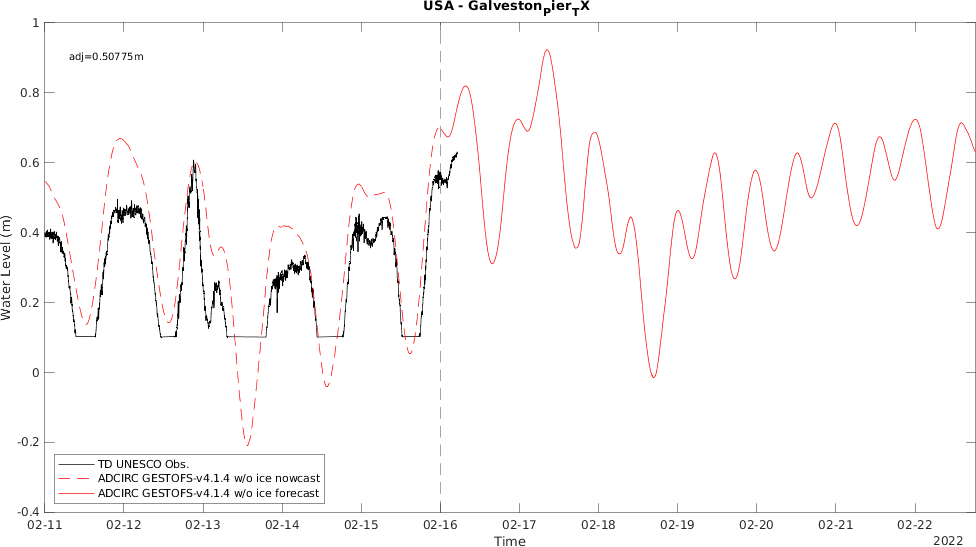 USA - GalvestonPierTX
adj=0.50775m
1
0.8
0.6
0.4
0.2
0
-0.2
-0.4
Water Level (m)
TD UNESCO Obs.
ADCIRC GESTOFS-v4.1.4 w/o ice nowcast
ADCIRC GESTOFS-v4.1.4 w/o ice forecast
02-11 02-12 02-13 02-14 02-15 02-16 02-17 02-18 02-19 02-20 02-21 02-22
Time
2022